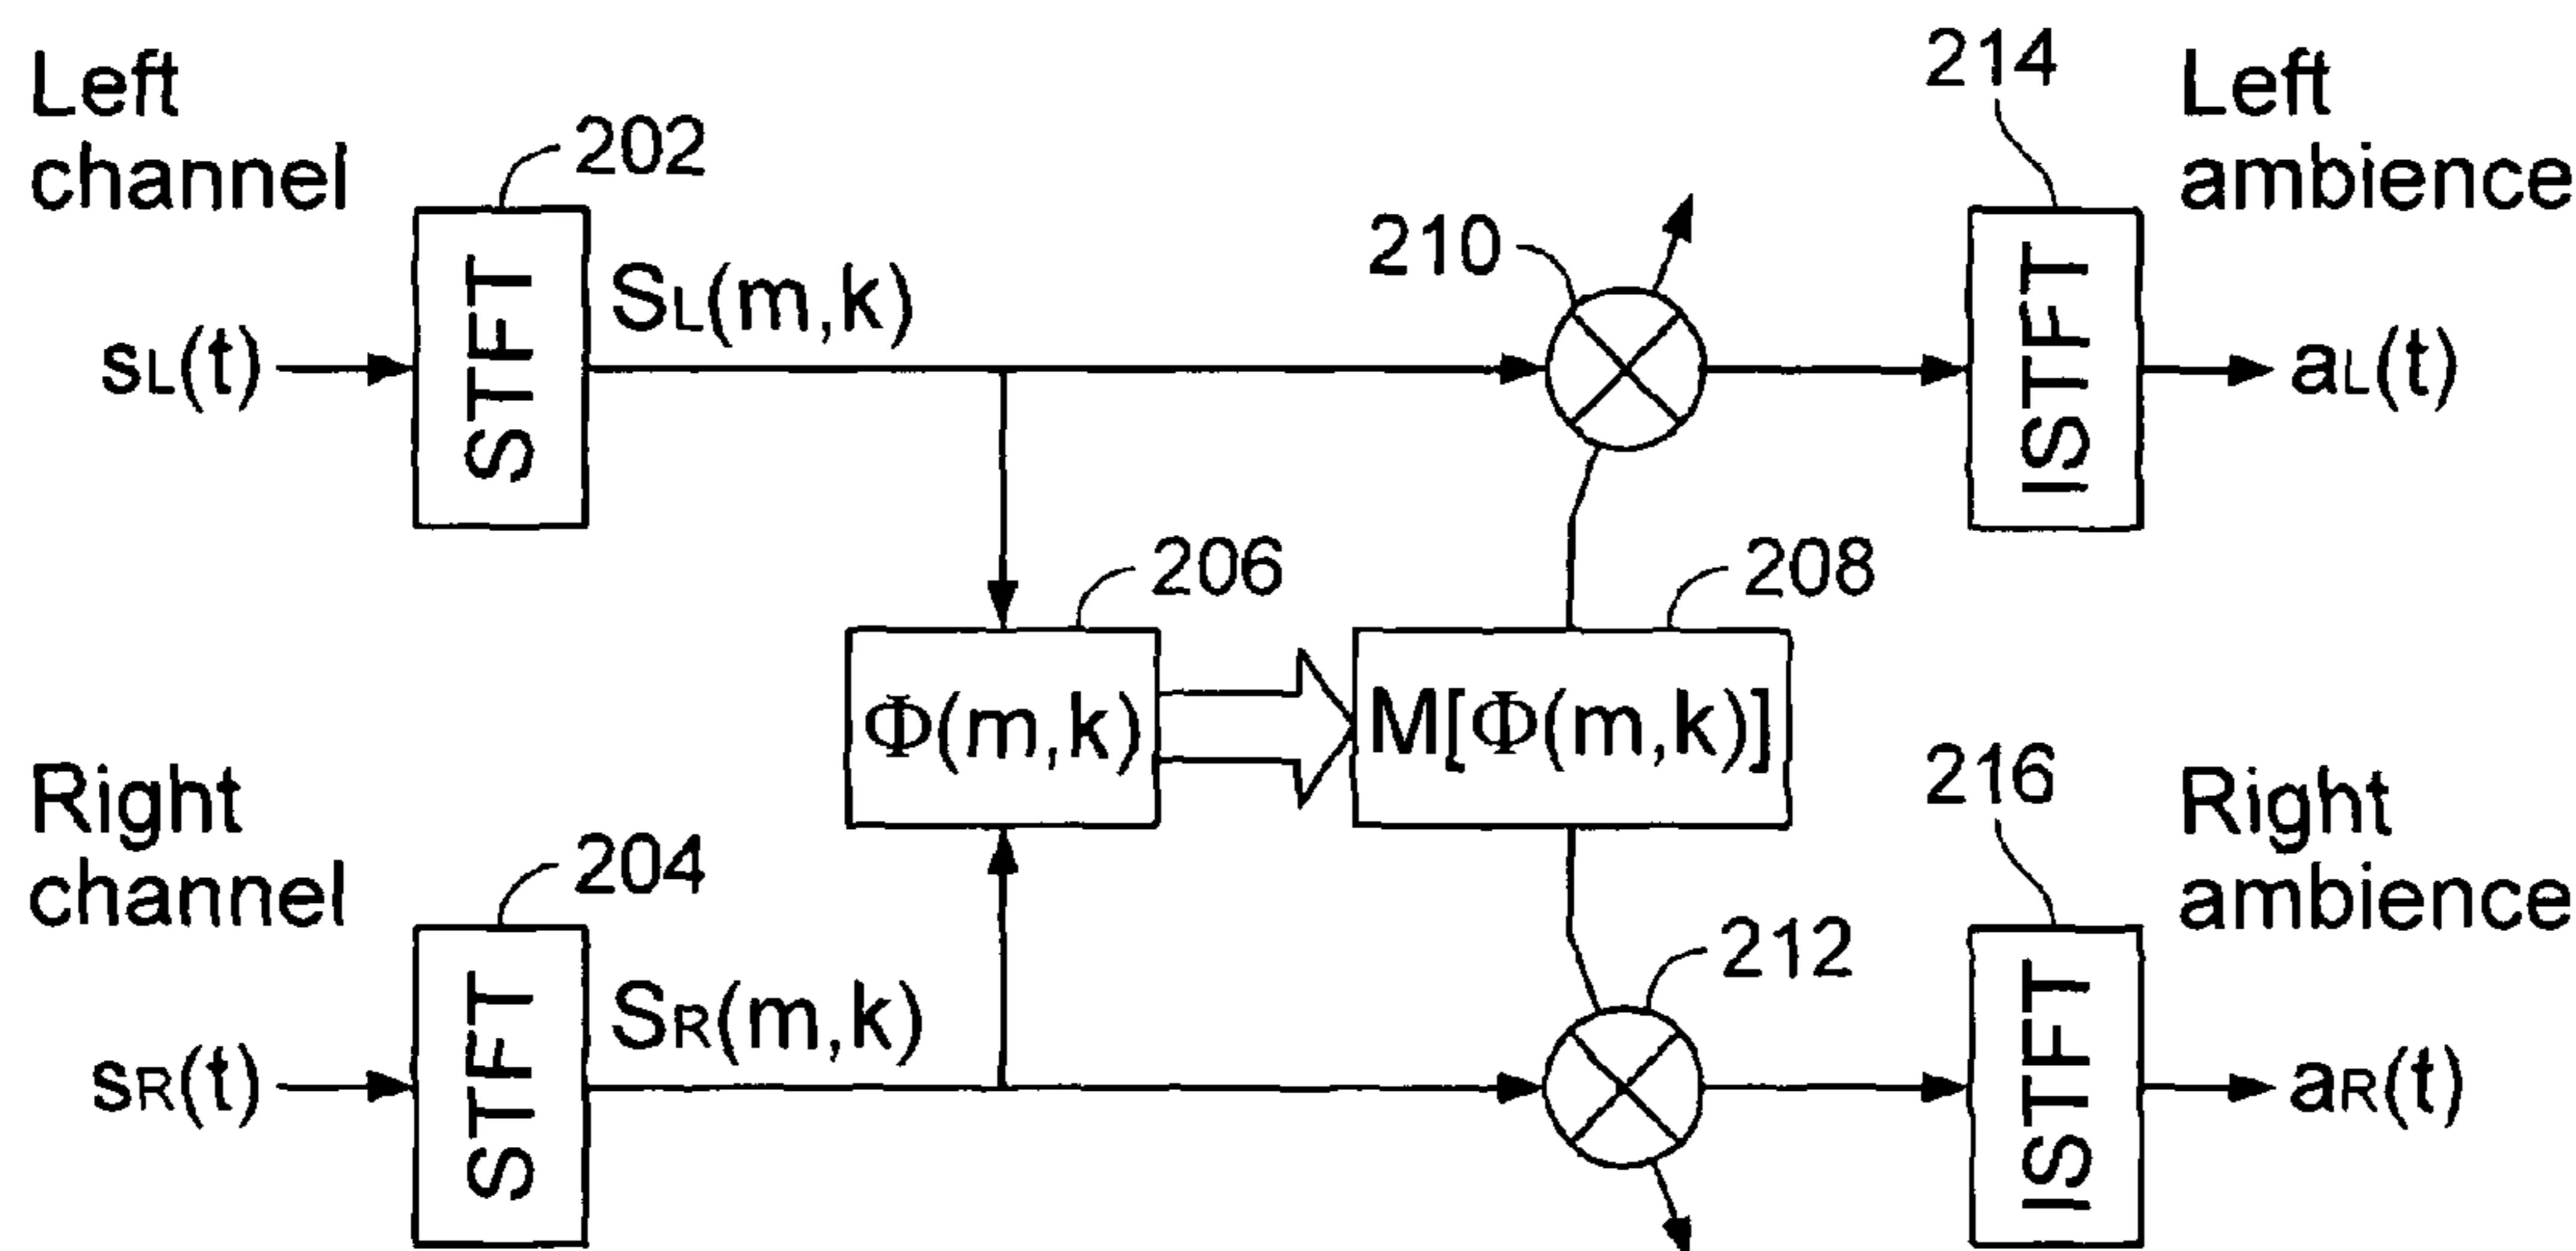 Left
channel
202
214
Left
ambience
STFT
SL(m,k)
210
ISTFT
sL(t)
aL(t)
206
208
Φ(m,k)
M[Φ(m,k)]
Right
channel
204
216
Right
ambience
STFT
SR(m,k)
212
ISTFT
sR(t)
aR(t)